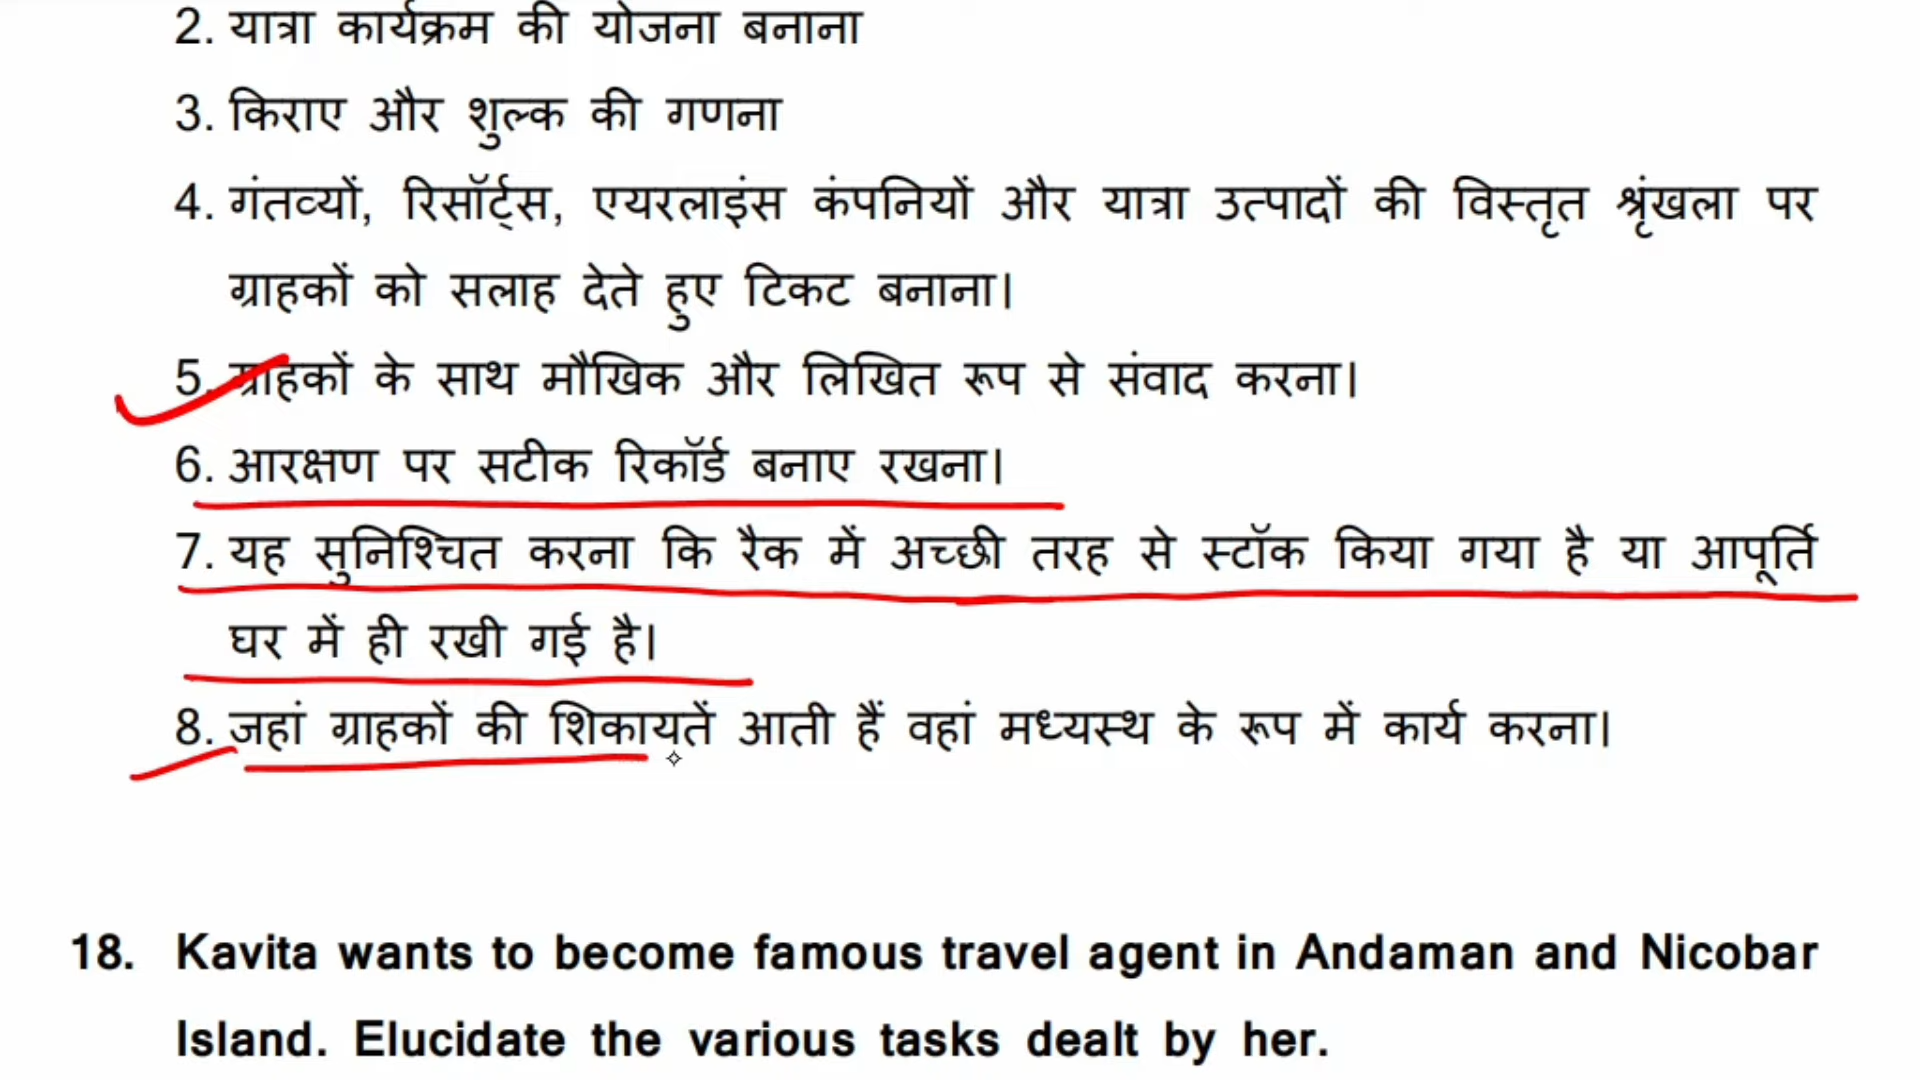 2. यात्रा कार्यक्रम की योजना बनाना
3. किराए और शुल्क की गणना
4. गंतव्यों, रिसॉर्ट्स, एयरलाइंस कंपनियों और यात्रा उत्पादों की विस्तृत श्रृंखला पर
ग्राहकों को सलाह देते हुए टिकट बनाना।
5. ग्राहकों के साथ मौखिक और लिखित रूप से संवाद करना।
6. आरक्षण पर सटीक रिकॉर्ड बनाए रखना।
7. यह सुनिश्चित करना कि रैक में अच्छी तरह से स्टॉक किया गया है या आपूर्ति
घर में ही रखी गई है।
8. जहां ग्राहकों की शिकायतें आती हैं वहां मध्यस्थ के रूप में कार्य करना।
18. Kavita wants to become famous travel agent in Andaman and Nicobar
Island. Elucidate the various tasks dealt by her.